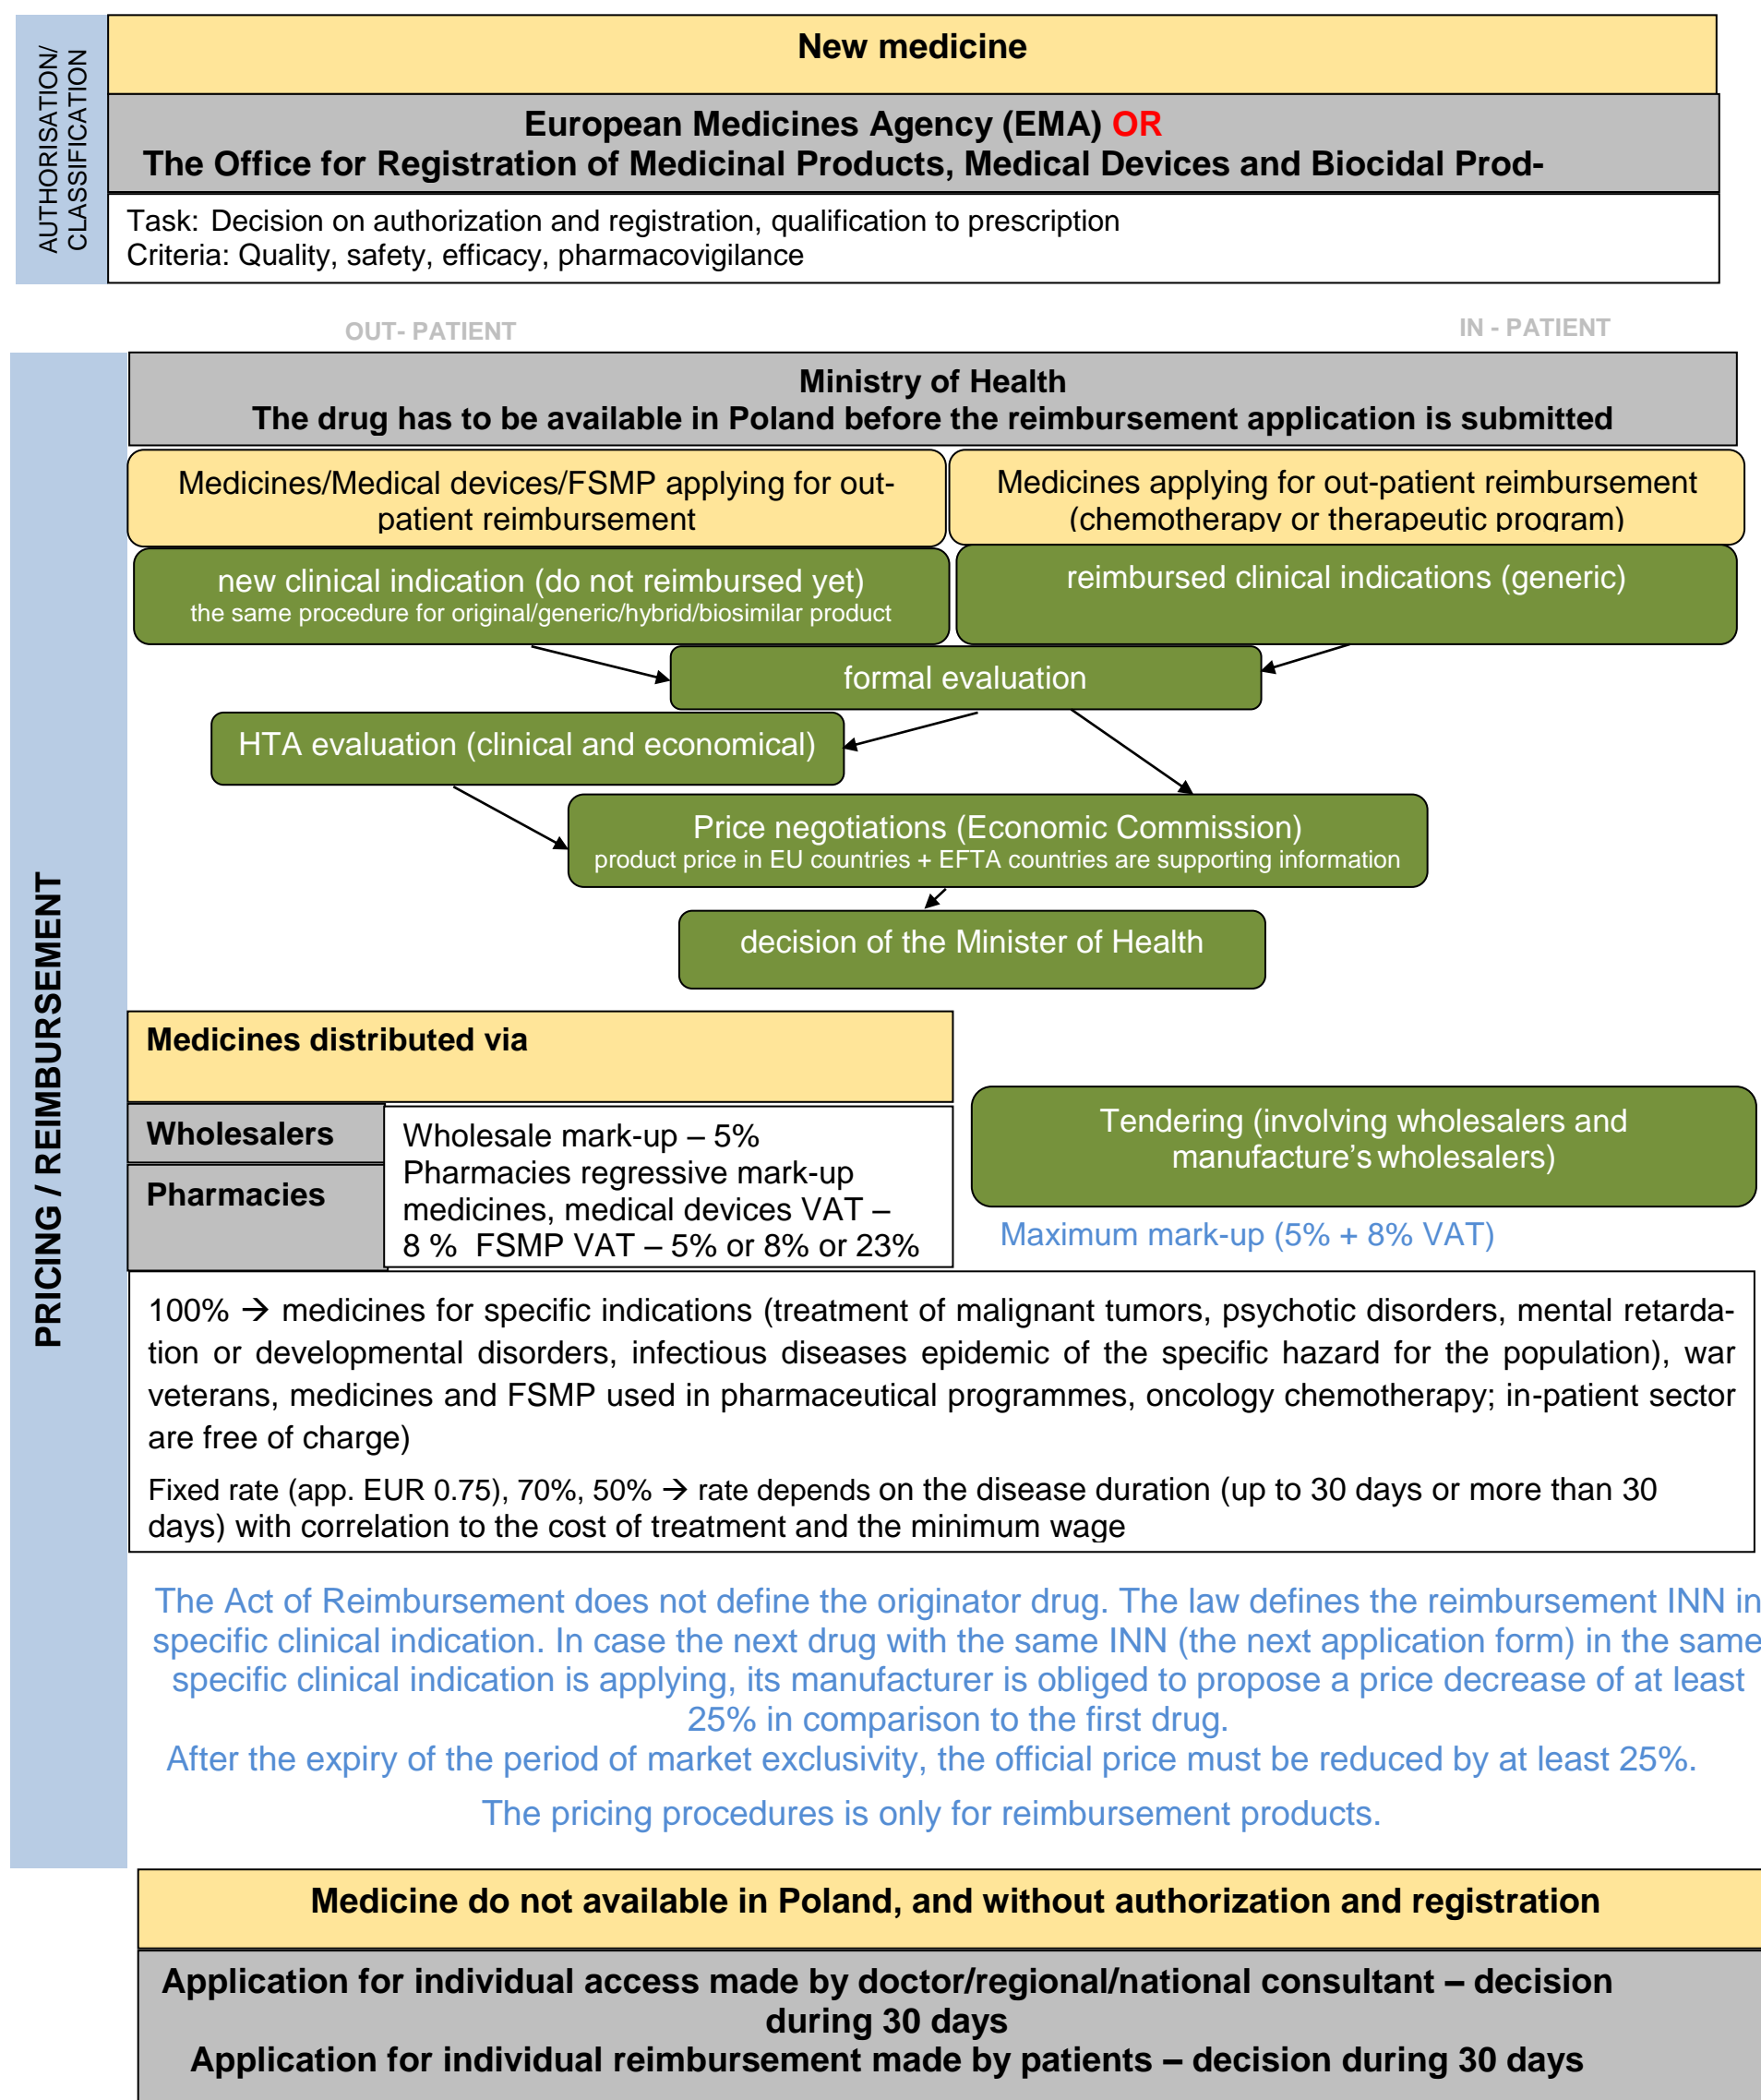 AUTHORISATION/
CLASSIFICATION
New medicine
European Medicines Agency (EMA) OR
The Office for Registration of Medicinal Products, Medical Devices and Biocidal Prod-
Task: Decision on authorization and registration, qualification to prescription
Criteria: Quality, safety, efficacy, pharmacovigilance
OUT- PATIENT
IN - PATIENT
PRICING / REIMBURSEMENT
Ministry of Health
The drug has to be available in Poland before the reimbursement application is submitted
Medicines/Medical devices/FSMP applying for out-
patient reimbursement
Medicines applying for out-patient reimbursement
(chemotherapy or therapeutic program)
new clinical indication (do not reimbursed yet)
the same procedure for original/generic/hybrid/biosimilar product
reimbursed clinical indications (generic)
formal evaluation
HTA evaluation (clinical and economical)
Price negotiations (Economic Commission)
product price in EU countries + EFTA countries are supporting information
decision of the Minister of Health
Medicines distributed via
Wholesalers
Pharmacies
Wholesale mark-up – 5%
Pharmacies regressive mark-up
medicines, medical devices VAT –
8 % FSMP VAT – 5% or 8% or 23%
Tendering (involving wholesalers and
manufacture's wholesalers)
Maximum mark-up (5% + 8% VAT)
100% → medicines for specific indications (treatment of malignant tumors, psychotic disorders, mental retarda-
tion or developmental disorders, infectious diseases epidemic of the specific hazard for the population), war
veterans, medicines and FSMP used in pharmaceutical programmes, oncology chemotherapy; in-patient sector
are free of charge)
Fixed rate (app. EUR 0.75), 70%, 50% → rate depends on the disease duration (up to 30 days or more than 30
days) with correlation to the cost of treatment and the minimum wage
The Act of Reimbursement does not define the originator drug. The law defines the reimbursement INN in
specific clinical indication. In case the next drug with the same INN (the next application form) in the same
specific clinical indication is applying, its manufacturer is obliged to propose a price decrease of at least
25% in comparison to the first drug.
After the expiry of the period of market exclusivity, the official price must be reduced by at least 25%.
The pricing procedures is only for reimbursement products.
Medicine do not available in Poland, and without authorization and registration
Application for individual access made by doctor/regional/national consultant – decision
during 30 days
Application for individual reimbursement made by patients – decision during 30 days